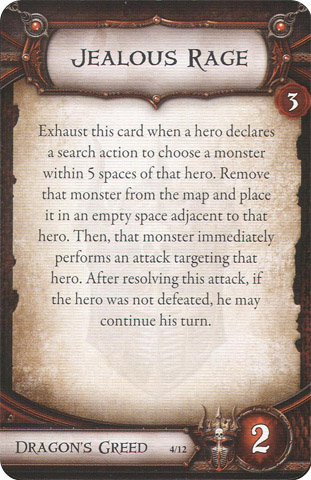 Jealous Rage
3
Exhaust this card when a hero declares
a search action to choose a monster
within 5 spaces of that hero. Remove
that monster from the map and place
it in an empty space adjacent to that
hero. Then, that monster immediately
performs an attack targeting that
hero. After resolving this attack, if
the hero was not defeated, he may
continue his turn.
Dragon's Greed 4/12
2